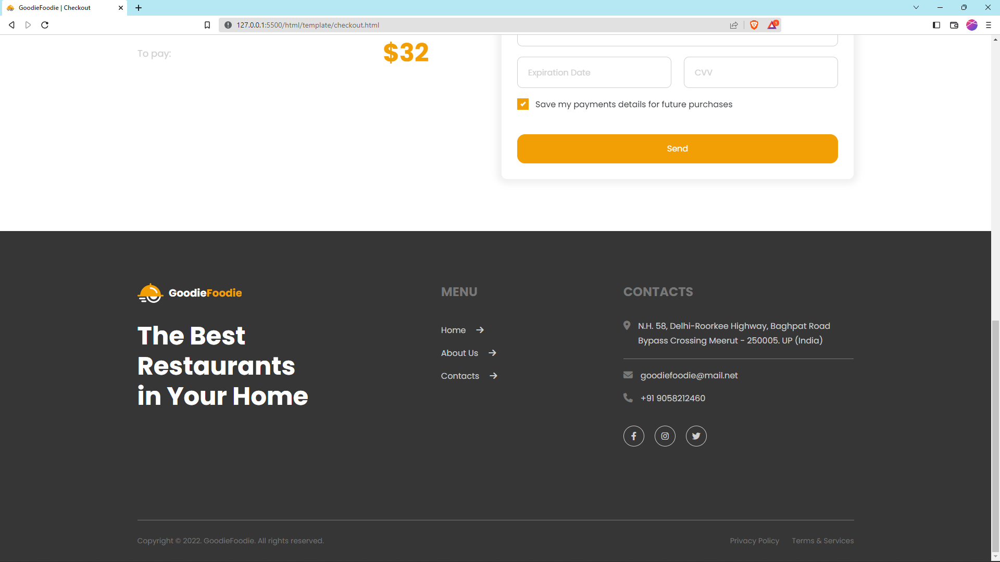 GoodieFoodie | Checkout
127.0.0.1:5500/html/template/checkout.html
1
To pay:
$32
Expiration Date
CVV
Save my payments details for future purchases
Send
GoodieFoodie
The Best
Restaurants
in Your Home
MENU
Home
About Us
Contacts
CONTACTS
N.H. 58, Delhi-Roorkee Highway, Baghpat Road
Bypass Crossing Meerut - 250005. UP (India)
goodiefoodie@mail.net
+91 9058212460
Copyright © 2022. GoodieFoodie. All rights reserved.
Privacy Policy
Terms & Services